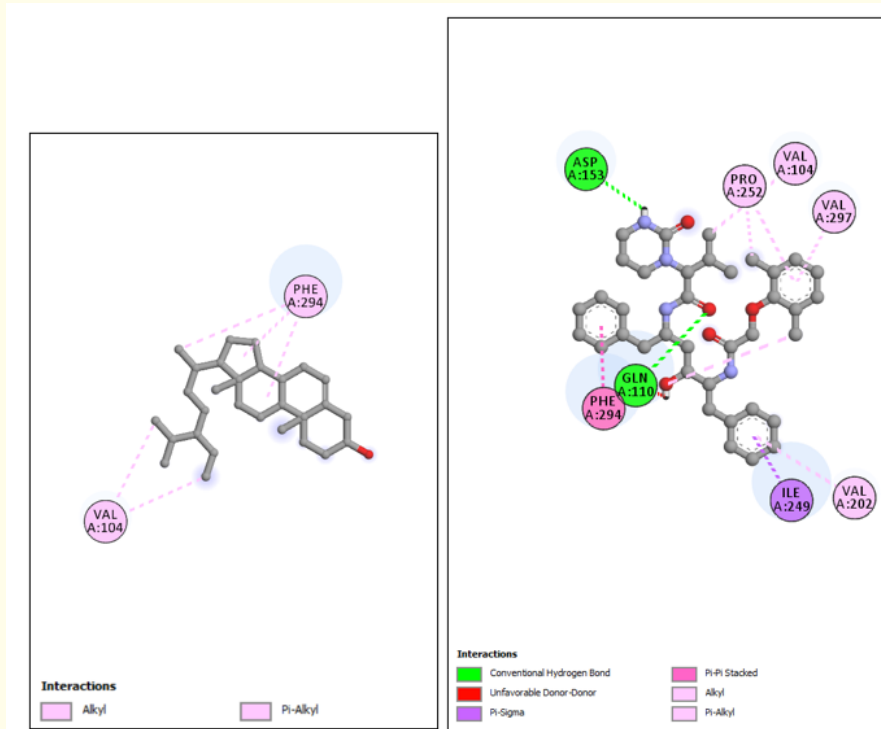 PHE
A:294
VAL
A:104
Interactions
Alkyl
Pi-Alkyl
ASP
A:153
VAL
A:104
PRO
A:252
VAL
A:297
GLN
A:110
PHE
A:294
ILE
A:249
VAL
A:202
Interactions
Conventional Hydrogen Bond
Unfavorable Donor-Donor
Pi-Sigma
Pi-Pi Stacked
Alkyl
Pi-Alkyl